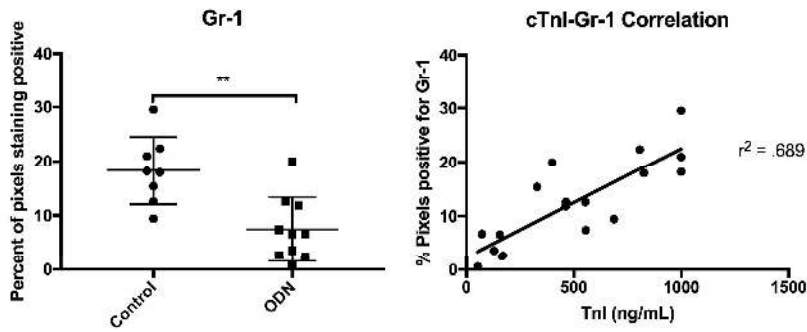 Gr-1
Percent of pixels staining positive
40
30
20
10
0
**
Control
ODN
cTnI-Gr-1 Correlation
% Pixels positive for Gr-1
40
30
20
10
0
r² = .689
0
500
1000
1500
TnI (ng/mL)